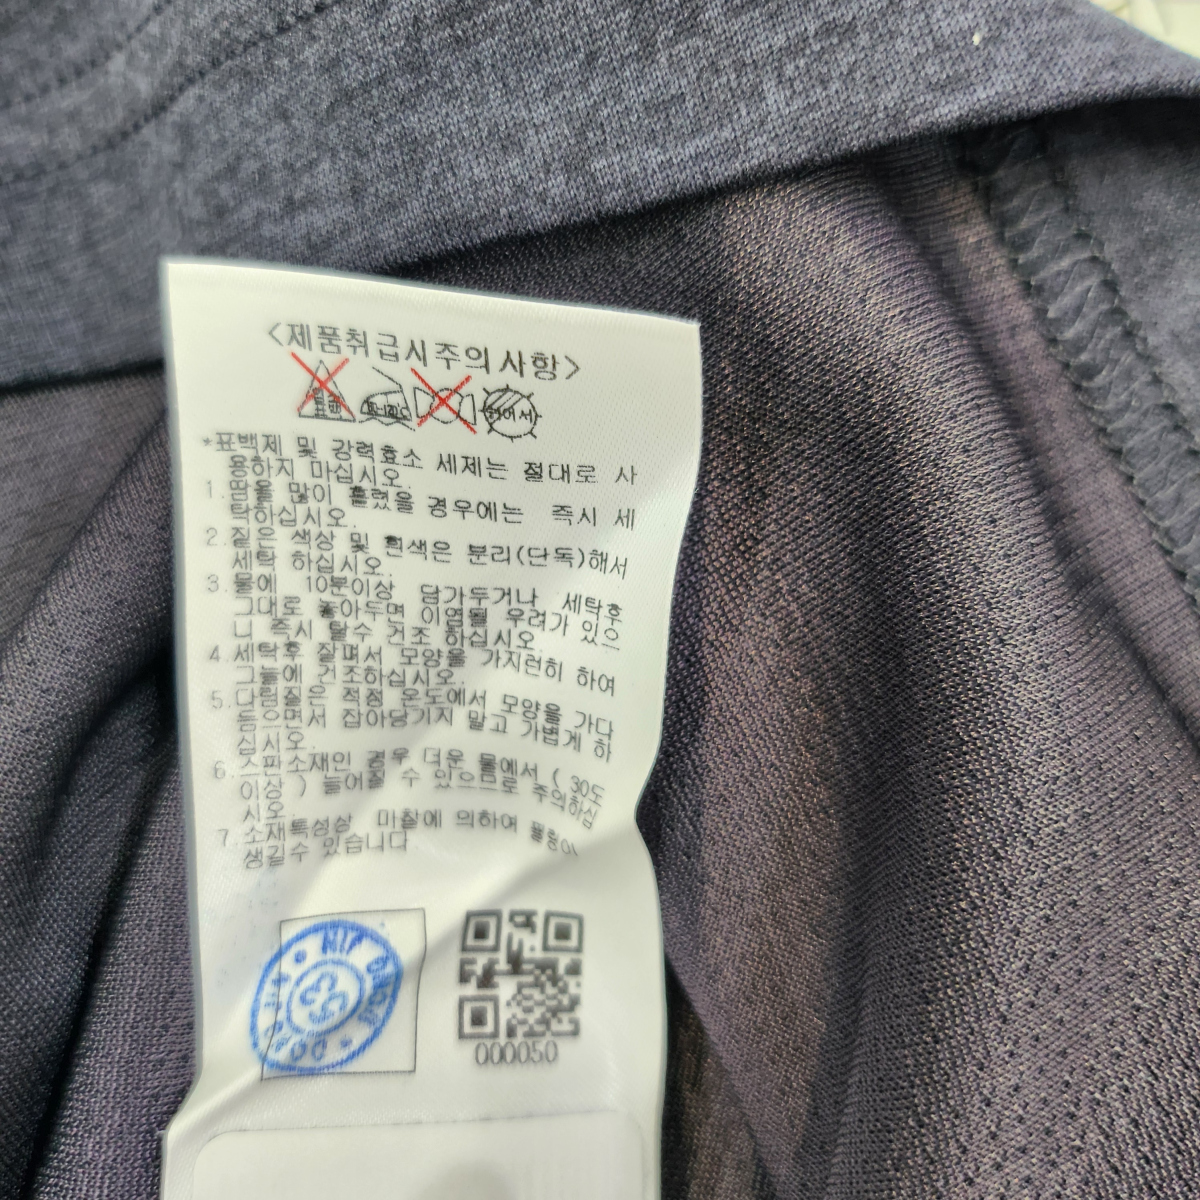 <제품취급시주의사항>
*표백제 및 강력효소 세제는 절대로 사
용하지 마십시오.
1.땀을 많이 흘렸을 경우에는 즉시 세
탁하십시오.
2.짙은 색상 및 흰색은 분리(단독)해서
세탁 하십시오.
3.물에 10분이상 담가두거나 세탁후
그대로 놓아두면 이염될 우려가 있으
니 즉시 탈수 건조 하십시오.
4.세탁후 잘펴서 모양을 가지런히 하여
그늘에 건조하십시오.
5.다림질은 적정 온도에서 모양을 가다
듬으면서 잡아당기지 말고 가볍게 하
십시오.
6.스판소재인 경우 더운 물에서 ( 30도
이상 ) 늘어질 수 있으므로 주의하십
시오.
7.소재특성상 마찰에 의하여 필링이
생길수 있습니다
000050